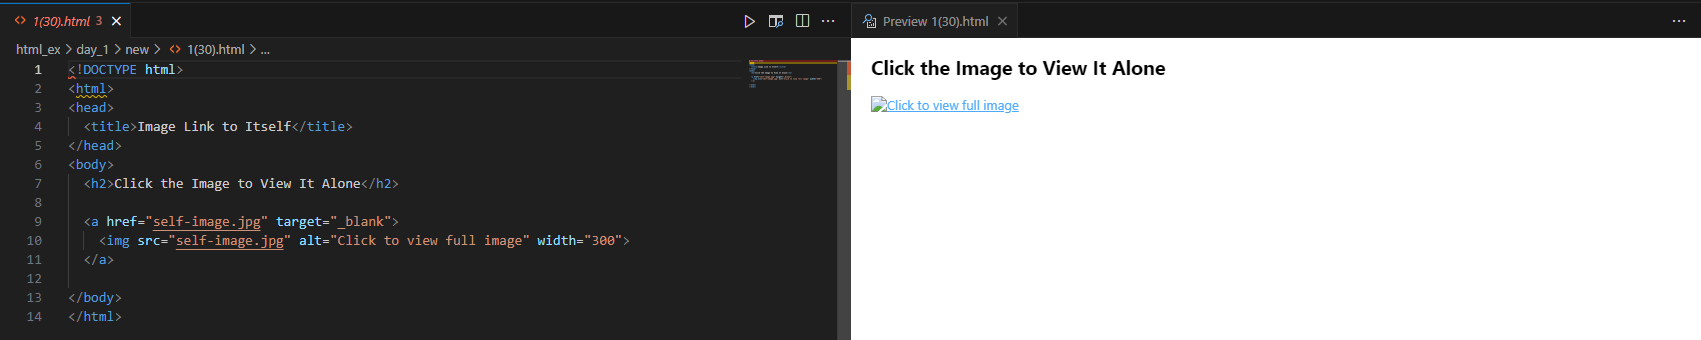 <> 1(30).html 3 ×
html_ex > day_1 > new > <> 1(30).html > ...
1 <!DOCTYPE html>
2 <html>
3 <head>
4 <title>Image Link to Itself</title>
5 </head>
6 <body>
7 <h2>Click the Image to View It Alone</h2>
8
9 <a href="self-image.jpg" target="_blank">
10 <img src="self-image.jpg" alt="Click to view full image" width="300">
11 </a>
12
13 </body>
14 </html>
Preview 1(30).html ×
Click the Image to View It Alone
Click to view full image